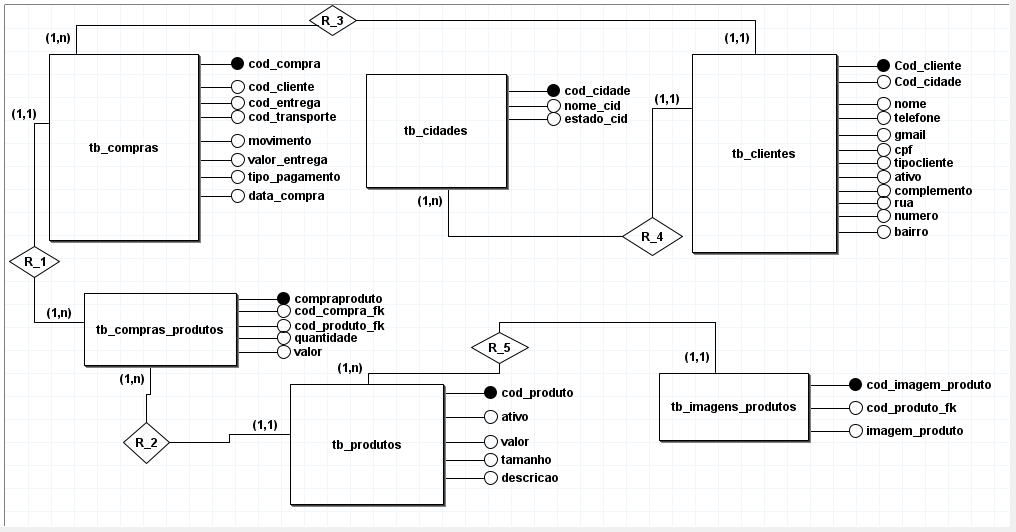 R_3
(1,n)
(1,1)
tb_compras
cod_compra
cod_cliente
cod_entrega
cod_transporte
movimento
valor_entrega
tipo_pagamento
data_compra
(1,1)
tb_cidades
cod_cidade
nome_cid
estado_cid
(1,n)
(1,1)
R_4
tb_clientes
Cod_cliente
Cod_cidade
nome
telefone
gmail
cpf
tipocliente
ativo
complemento
rua
numero
bairro
R_1
(1,n)
tb_compras_produtos
compraproduto
cod_compra_fk
cod_produto_fk
quantidade
valor
(1,n)
R_2
(1,1)
R_5
(1,n)
(1,1)
tb_produtos
cod_produto
ativo
valor
tamanho
descricao
tb_imagens_produtos
cod_imagem_produto
cod_produto_fk
imagem_produto